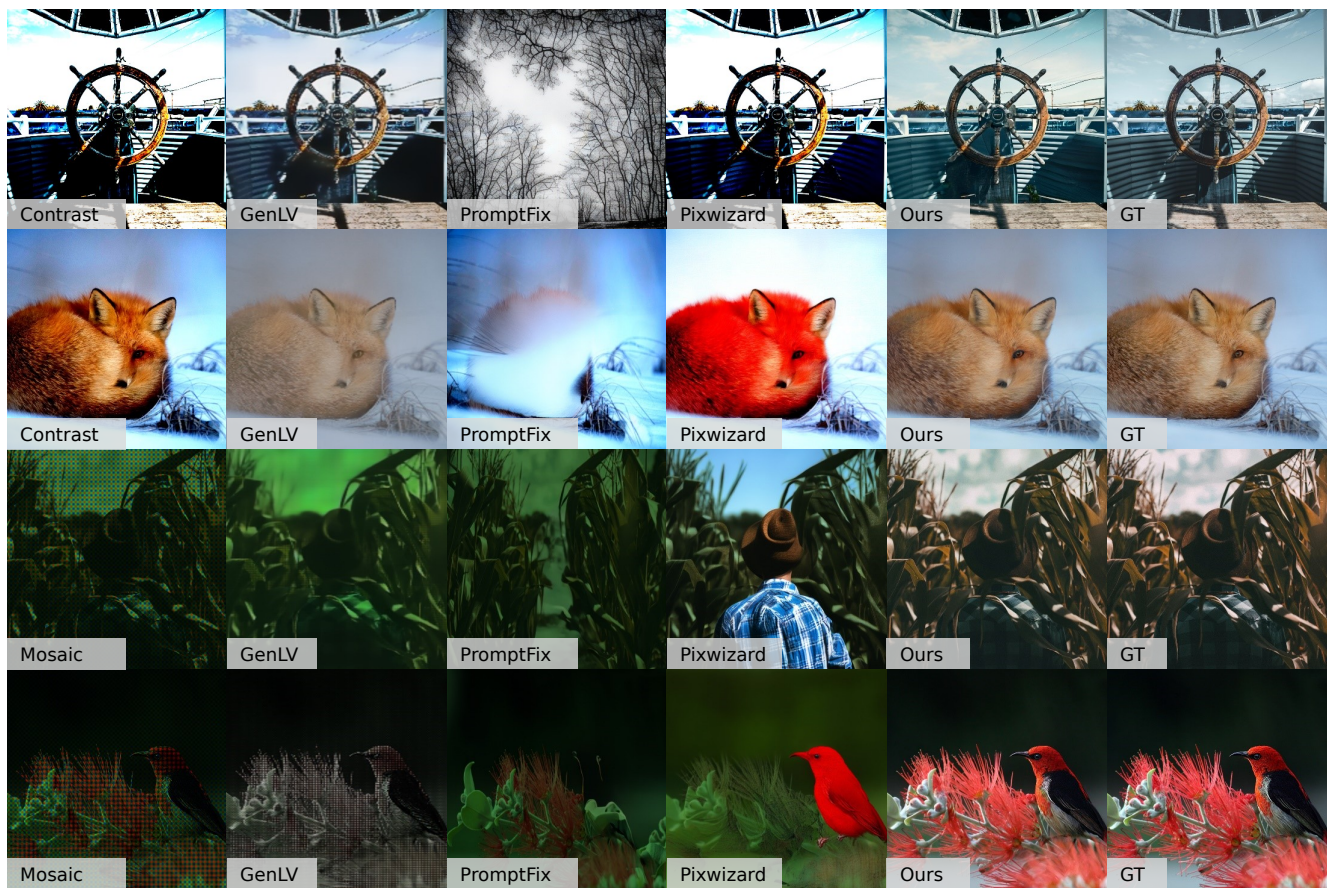 Contrast
GenLV
PromptFix
Pixwizard
Ours
GT
Contrast
GenLV
PromptFix
Pixwizard
Ours
GT
Mosaic
GenLV
PromptFix
Pixwizard
Ours
GT
Mosaic
GenLV
PromptFix
Pixwizard
Ours
GT